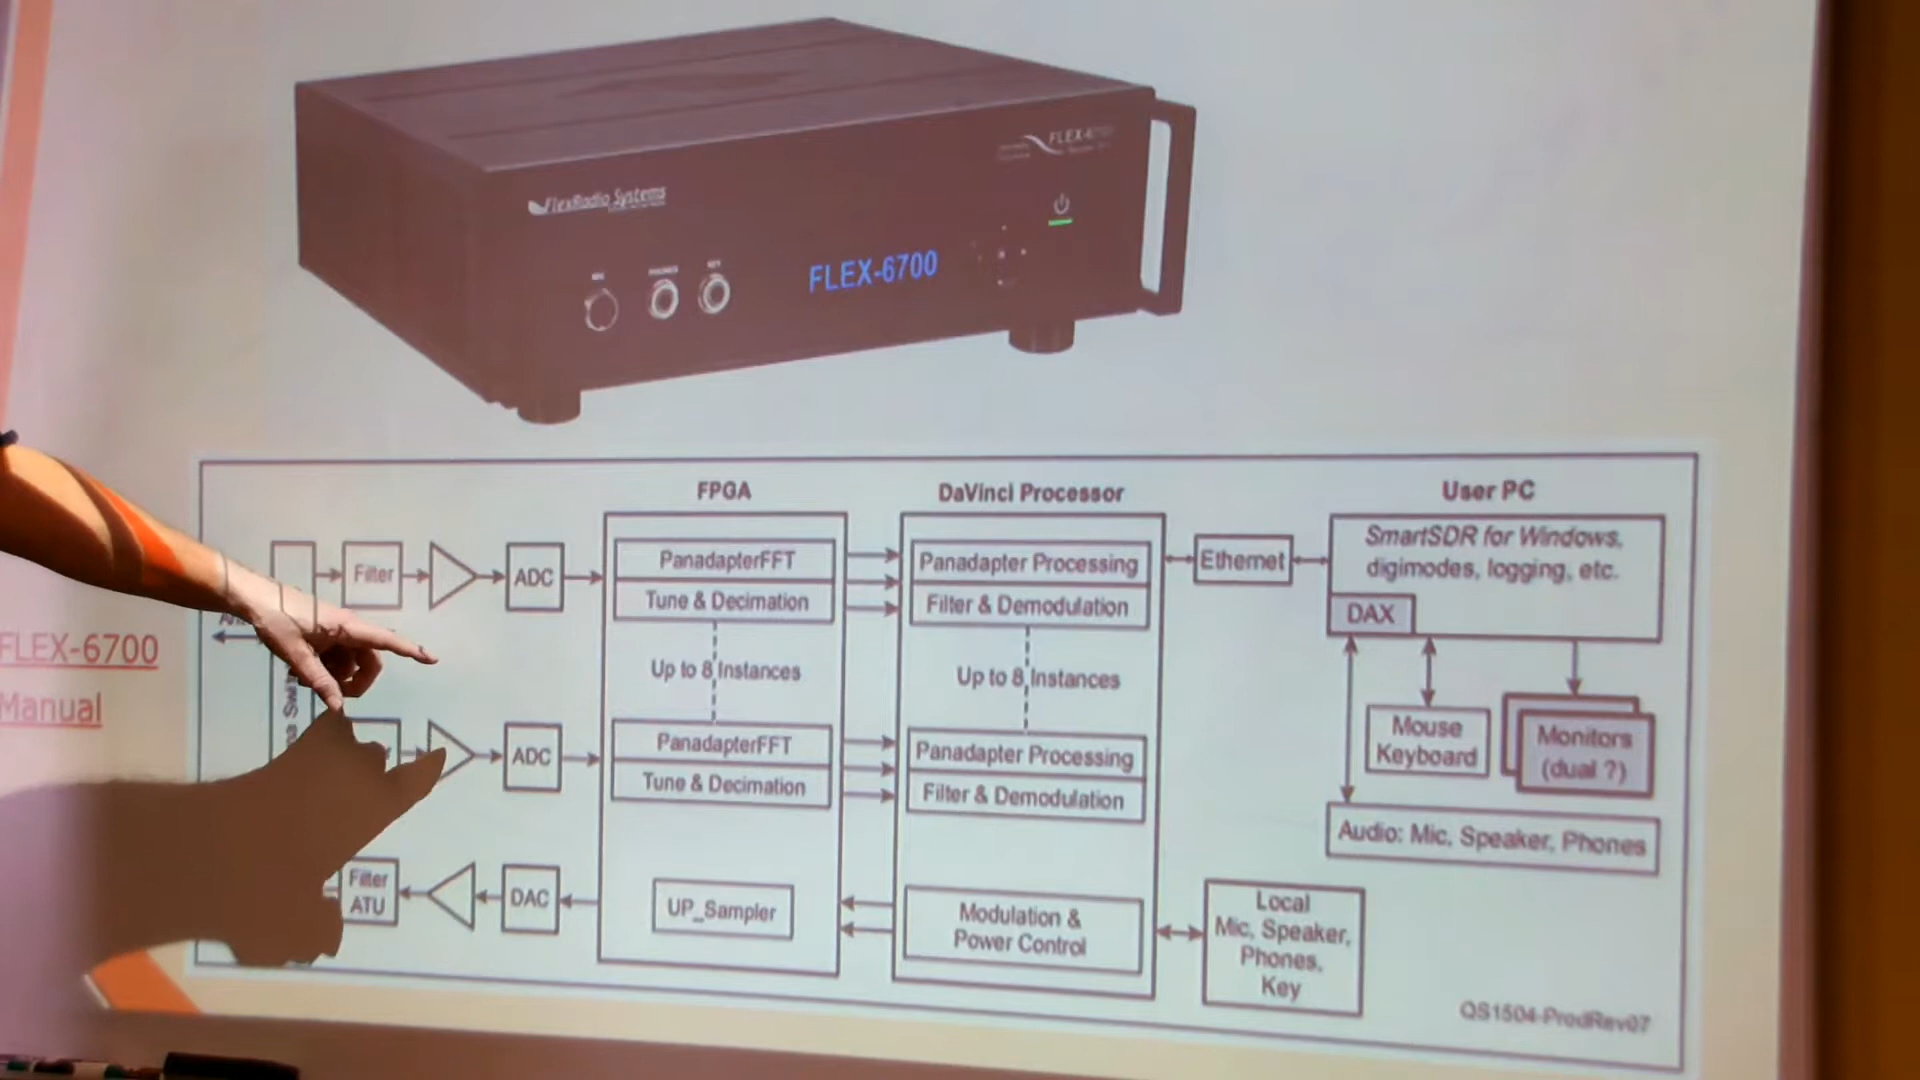 FLEX-6700
FlexRadio Systems
MIC
PHONES
KEY
FLEX-6700
FPGA
DaVinci Processor
User PC
Filter
ADC
PanadapterFFT
Tune & Decimation
Panadapter Processing
Filter & Demodulation
Ethernet
SmartSDR for Windows,
digimodes, logging, etc.
DAX
FLEX-6700
Manual
Up to 8 Instances
Up to 8 Instances
Mouse
Keyboard
Monitors
(dual ?)
ADC
PanadapterFFT
Tune & Decimation
Panadapter Processing
Filter & Demodulation
Audio: Mic, Speaker, Phones
Filter
ATU
DAC
UP_Sampler
Modulation &
Power Control
Local
Mic, Speaker,
Phones,
Key
QS1504-ProdRev07